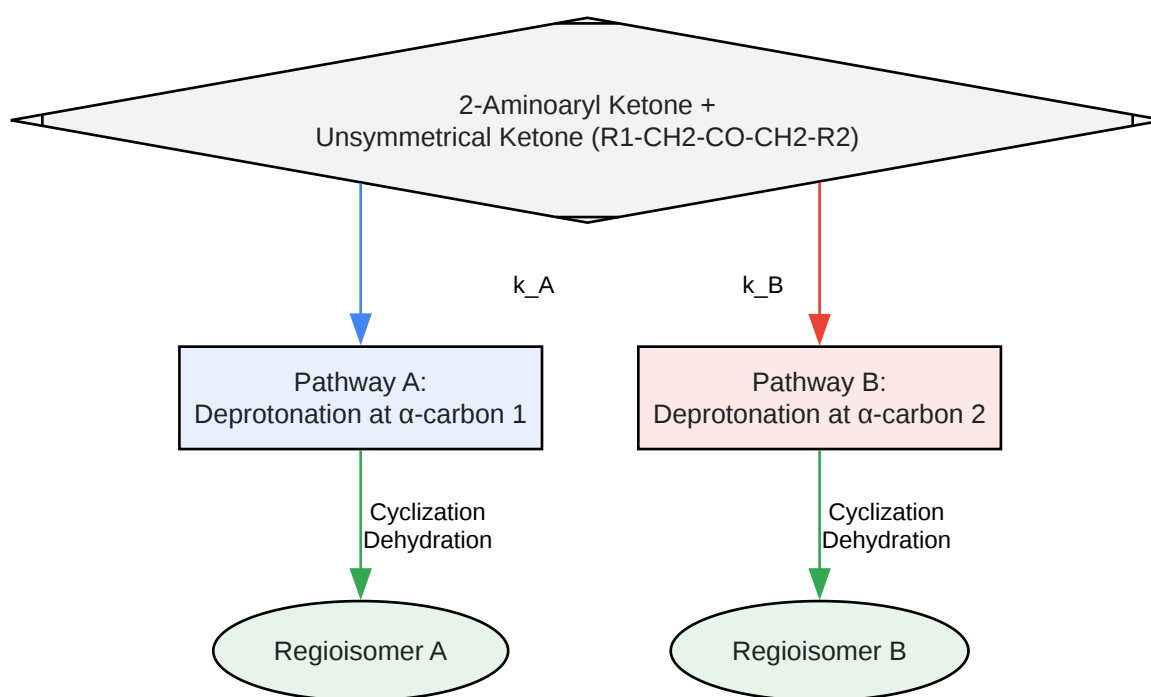 2-Aminoaryl Ketone +
Unsymmetrical Ketone (R1-CH2-CO-CH2-R2)
k_A
k_B
Pathway A:
Deprotonation at α-carbon 1
Pathway B:
Deprotonation at α-carbon 2
Cyclization
Dehydration
Cyclization
Dehydration
Regioisomer A
Regioisomer B